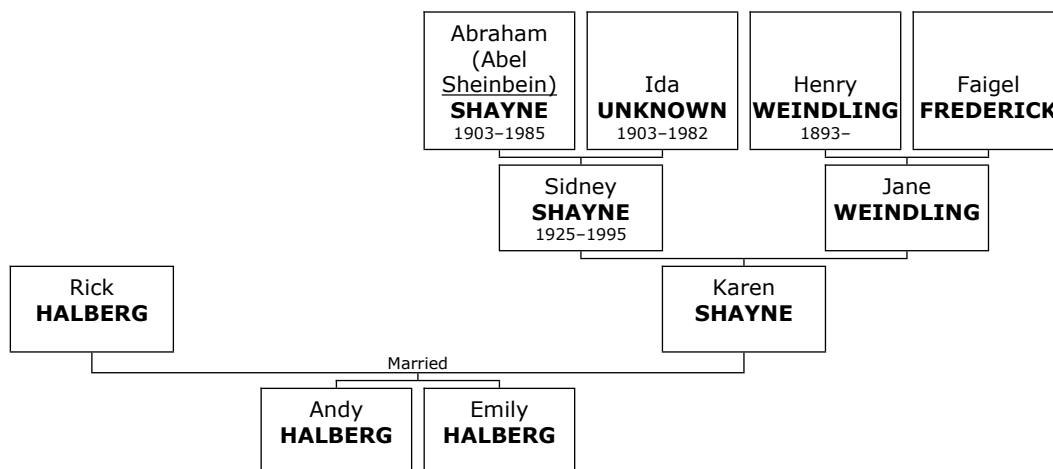 Abraham
(Abel
Sheinbein)
SHAYNE
1903–1985
Ida
UNKNOWN
1903–1982
Henry
WEINDLING
1893–
Faigel
FREDERICK
Sidney
SHAYNE
1925–1995
Jane
WEINDLING
Rick
HALBERG
Karen
SHAYNE
Married
Andy
HALBERG
Emily
HALBERG